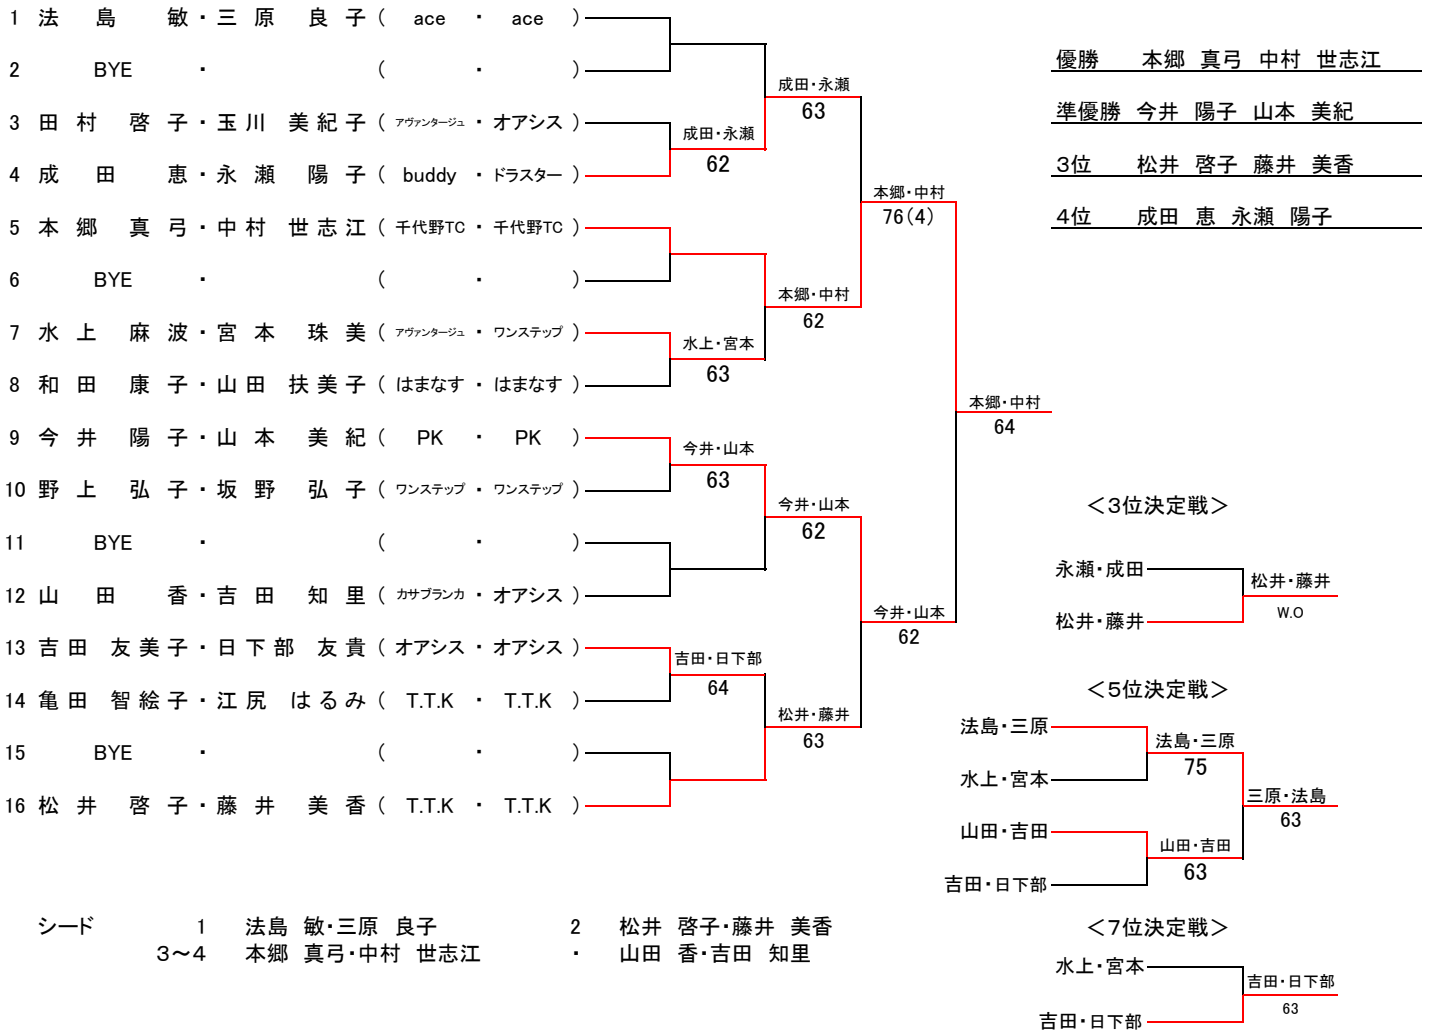 1 法 島 敏・三 原 良 子 ( ace ・ ace )
2 BYE ・ ( ・ )
3 田 村 啓 子・玉 川 美 紀 子 ( アヴァンタージュ ・ オアシス )
4 成 田 恵・永 瀬 陽 子 ( buddy ・ ドラスター )
5 本 郷 真 弓・中 村 世 志 江 ( 千代野TC ・ 千代野TC )
6 BYE ・ ( ・ )
7 水 上 麻 波・宮 本 珠 美 ( アヴァンタージュ ・ ワンステップ )
8 和 田 康 子・山 田 扶 美 子 ( はまなす ・ はまなす )
9 今 井 陽 子・山 本 美 紀 ( PK ・ PK )
10 野 上 弘 子・坂 野 弘 子 ( ワンステップ ・ ワンステップ )
11 BYE ・ ( ・ )
12 山 田 香・吉 田 知 里 ( カサブランカ ・ オアシス )
13 吉 田 友 美 子・日 下 部 友 貴 ( オアシス ・ オアシス )
14 亀 田 智 絵 子・江 尻 は る み ( T.T.K ・ T.T.K )
15 BYE ・ ( ・ )
16 松 井 啓 子・藤 井 美 香 ( T.T.K ・ T.T.K )
成田・永瀬
62
水上・宮本
63
今井・山本
63
吉田・日下部
64
成田・永瀬
63
本郷・中村
62
今井・山本
62
松井・藤井
63
本郷・中村
76(4)
今井・山本
62
本郷・中村
64
優勝 本郷 真弓 中村 世志江
準優勝 今井 陽子 山本 美紀
3位 松井 啓子 藤井 美香
4位 成田 恵 永瀬 陽子
＜3位決定戦＞
永瀬・成田
松井・藤井
松井・藤井
W.O
＜5位決定戦＞
法島・三原
水上・宮本
山田・吉田
吉田・日下部
法島・三原
75
山田・吉田
63
三原・法島
63
＜7位決定戦＞
水上・宮本
吉田・日下部
吉田・日下部
63
シード 1 法島 敏・三原 良子 2 松井 啓子・藤井 美香
3～4 本郷 真弓・中村 世志江 ・ 山田 香・吉田 知里